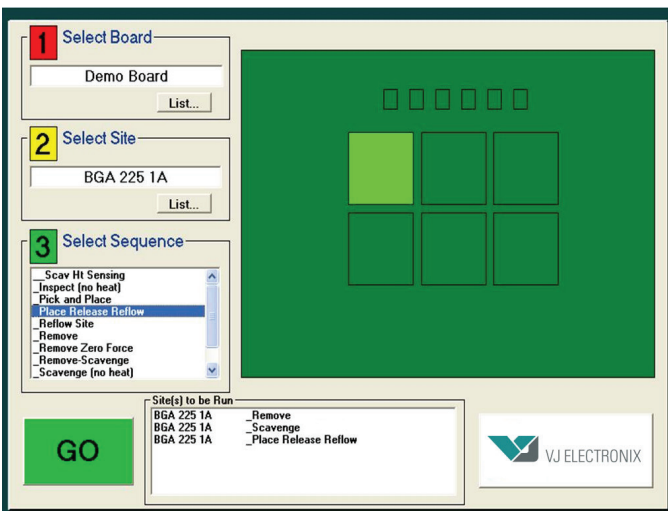 1 Select Board
Demo Board
List...
2 Select Site
BGA 225 1A
List...
3 Select Sequence
__Scav Ht Sensing
_Inspect (no heat)
_Pick and Place
_Place Release Reflow
_Reflow Site
_Remove
_Remove Zero Force
_Remove-Scavenge
_Scavenge (no heat)
Site(s) to be Run
BGA 225 1A _Remove
BGA 225 1A _Scavenge
BGA 225 1A _Place Release Reflow
GO
VJ ELECTRONIX